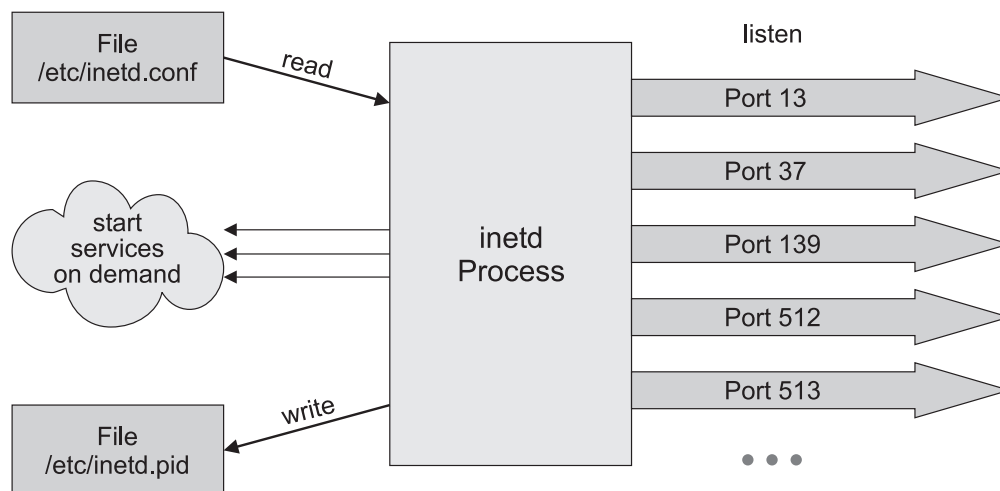 File
/etc/inetd.conf
read
start
services
on demand
File
/etc/inetd.pid
write
inetd
Process
listen
Port 13
Port 37
Port 139
Port 512
Port 513